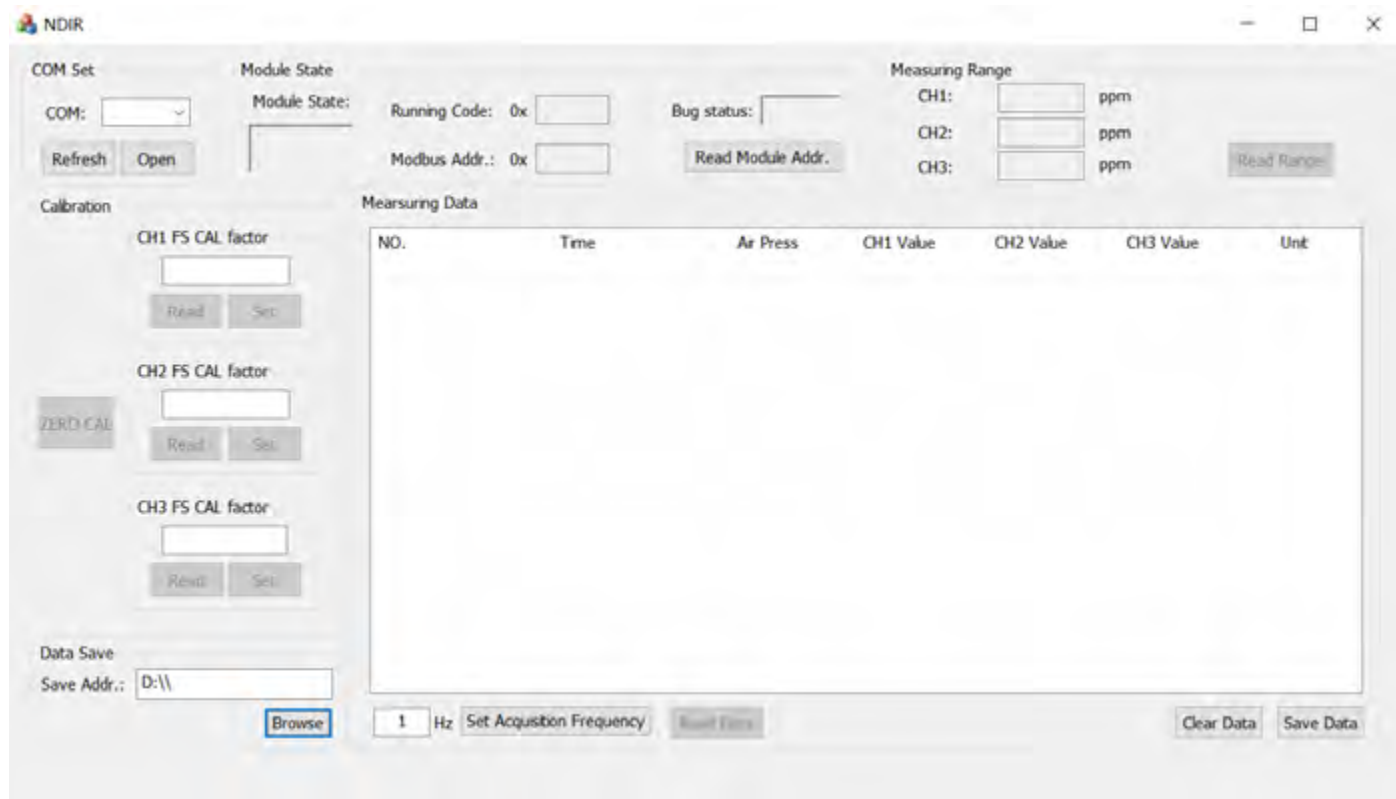 NDIR
COM Set
Module State
Measuring Range
COM:
Module State:
Running Code: 0x
Bug status:
CH1: ppm
CH2: ppm
Refresh
Open
Modbus Addr.: 0x
Read Module Addr.
CH3: ppm
Read Range
Calibration
Mearsuring Data
CH1 FS CAL factor
NO. Time Air Press CH1 Value CH2 Value CH3 Value Unit
Read Set
CH2 FS CAL factor
ZERO CAL
Read Set
CH3 FS CAL factor
Read Set
Data Save
Save Addr.: D:\\
Browse
1 Hz Set Acquisition Frequency
Clear Data
Save Data